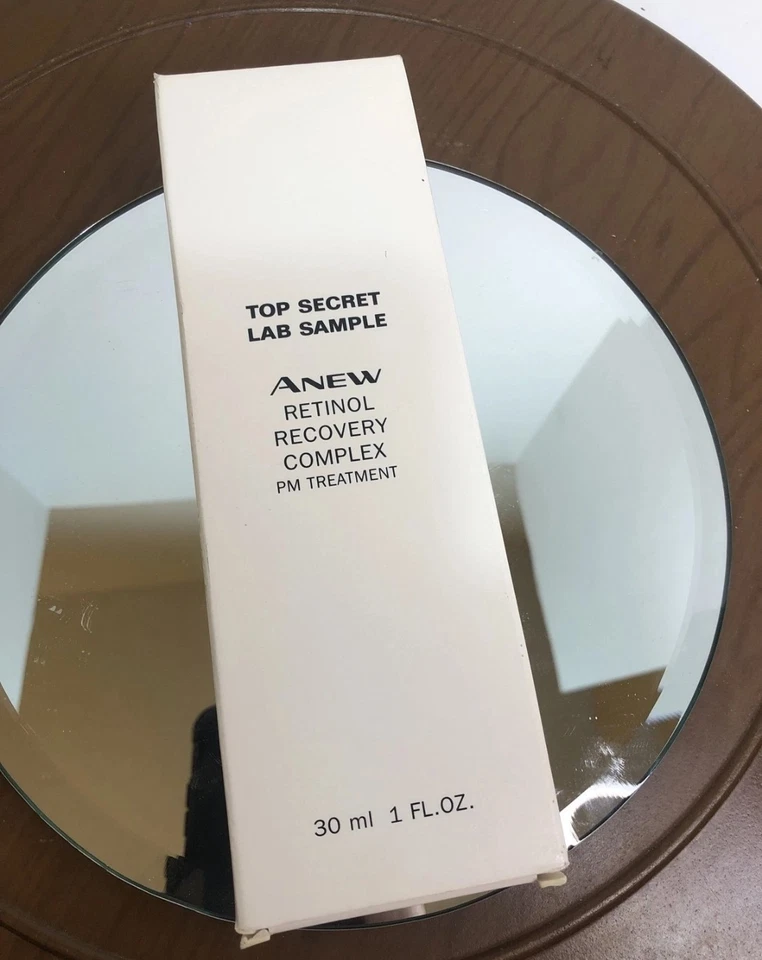 TOP SECRET
LAB SAMPLE
ANEW
RETINOL
RECOVERY
COMPLEX
PM TREATMENT
30 ml 1 FL.OZ.